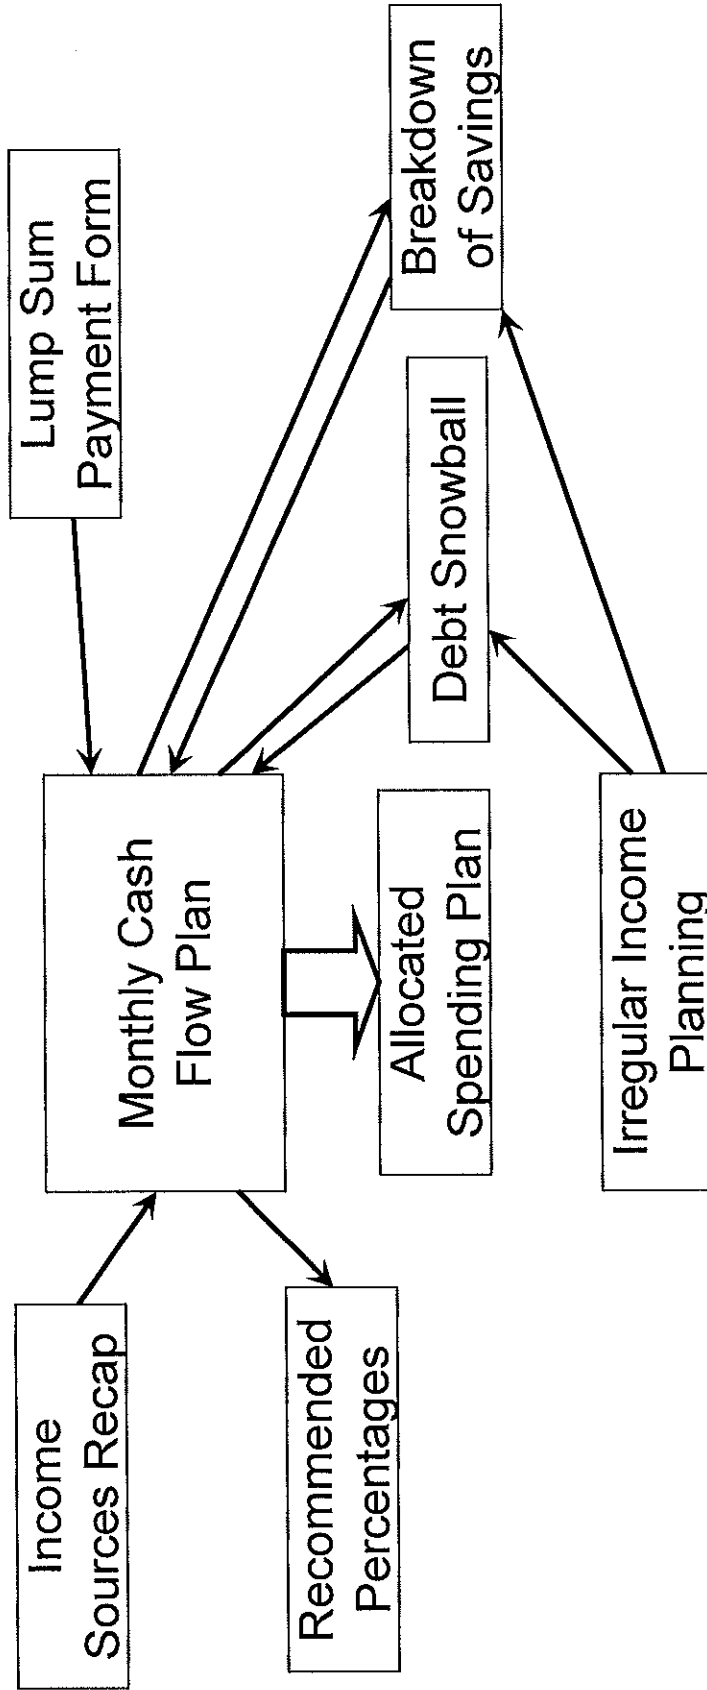 Lump Sum
Payment Form
Income
Sources Recap
Monthly Cash
Flow Plan
Recommended
Percentages
Allocated
Spending Plan
Debt Snowball
Breakdown
of Savings
Irregular Income
Planning